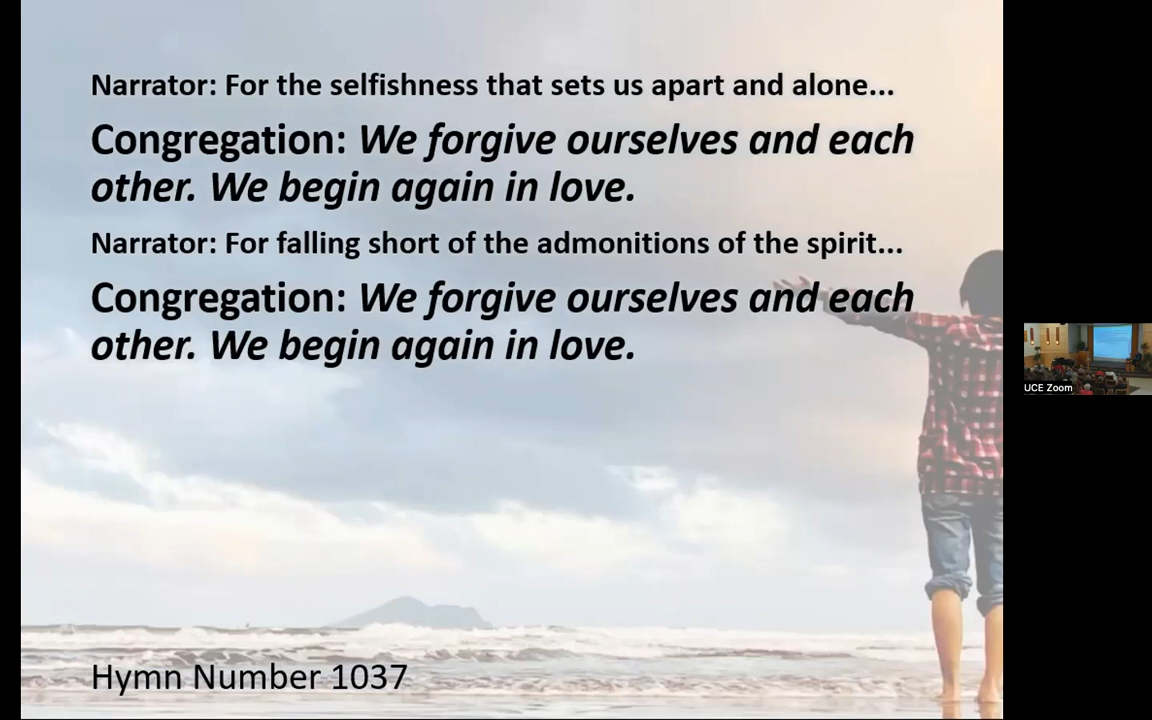 Narrator: For the selfishness that sets us apart and alone...
Congregation: We forgive ourselves and each
other. We begin again in love.
Narrator: For falling short of the admonitions of the spirit...
Congregation: We forgive ourselves and each
other. We begin again in love.
Hymn Number 1037
UCE Zoom